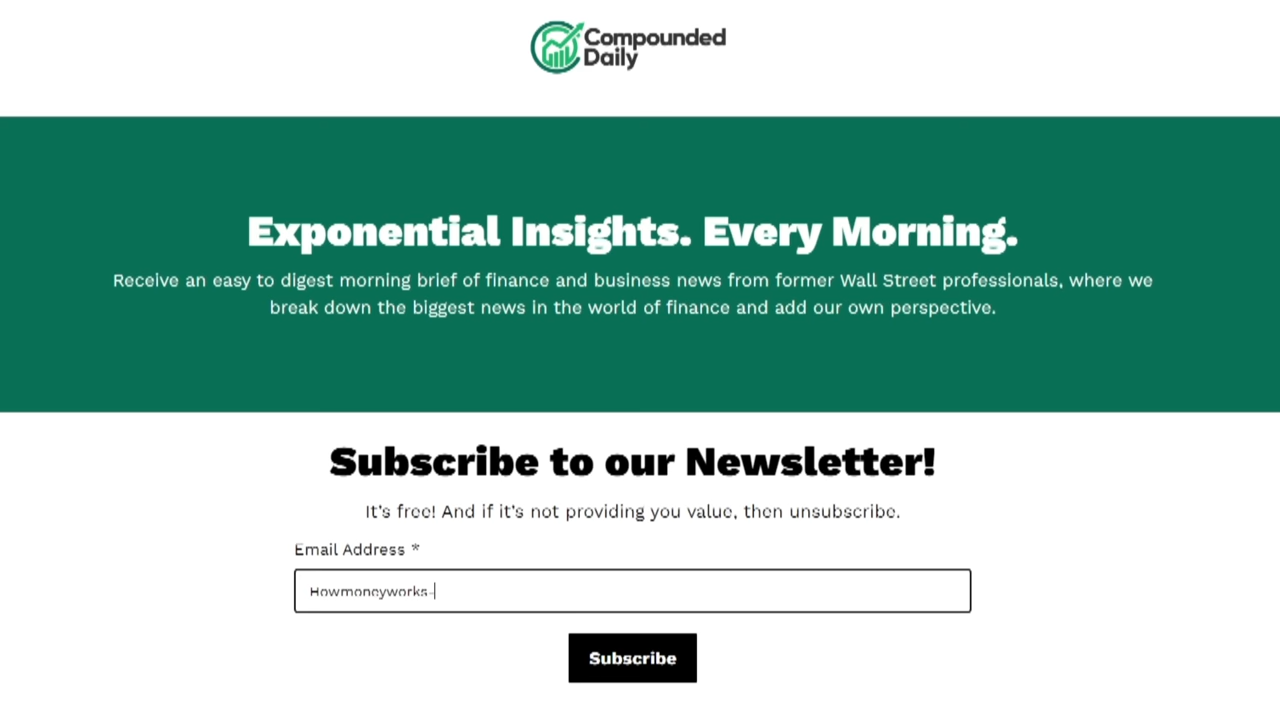 Compounded
Daily
Exponential Insights. Every Morning.
Receive an easy to digest morning brief of finance and business news from former Wall Street professionals, where we
break down the biggest news in the world of finance and add our own perspective.
Subscribe to our Newsletter!
It's free! And if it's not providing you value, then unsubscribe.
Email Address *
Howmoneyworks-
Subscribe